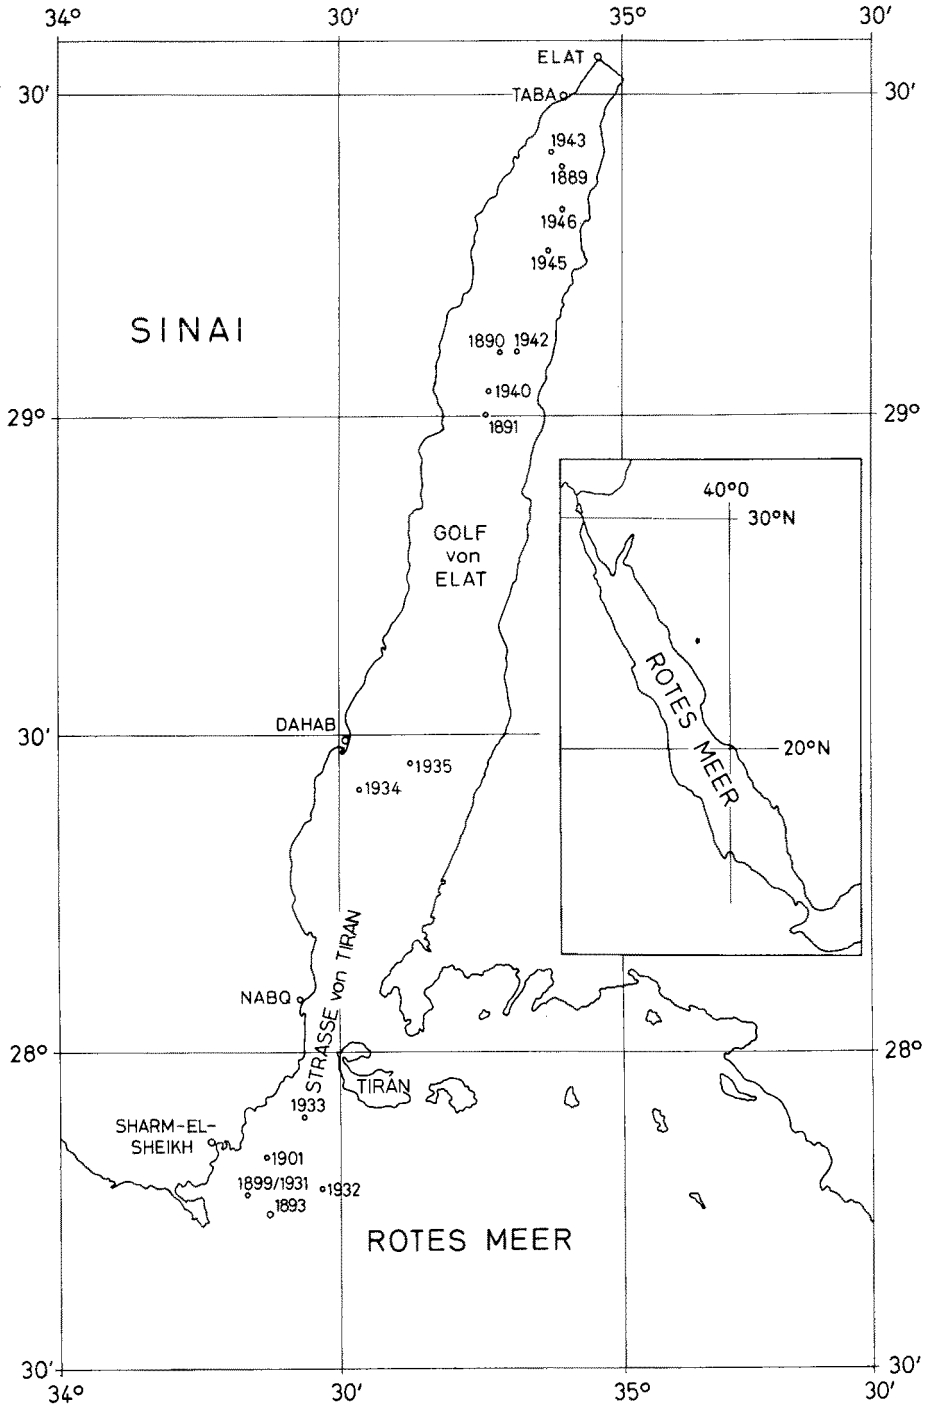 34° 30' 35° 30'
ELAT
30' TABA 30'
1943
1889
1946
1945
SINAI
1890 1942
1940
29° 29°
1891
40°O
30°N
GOLF
von
ELAT
ROTES MEER
DAHAB
30'
20°N
1935
1934
STRASSE von TIRAN
NABQ
28° 28°
TIRAN
1933
SHARM-EL-
SHEIKH
1901
1899/1931
1932
1893
ROTES MEER
30' 30'
34° 30' 35° 30'